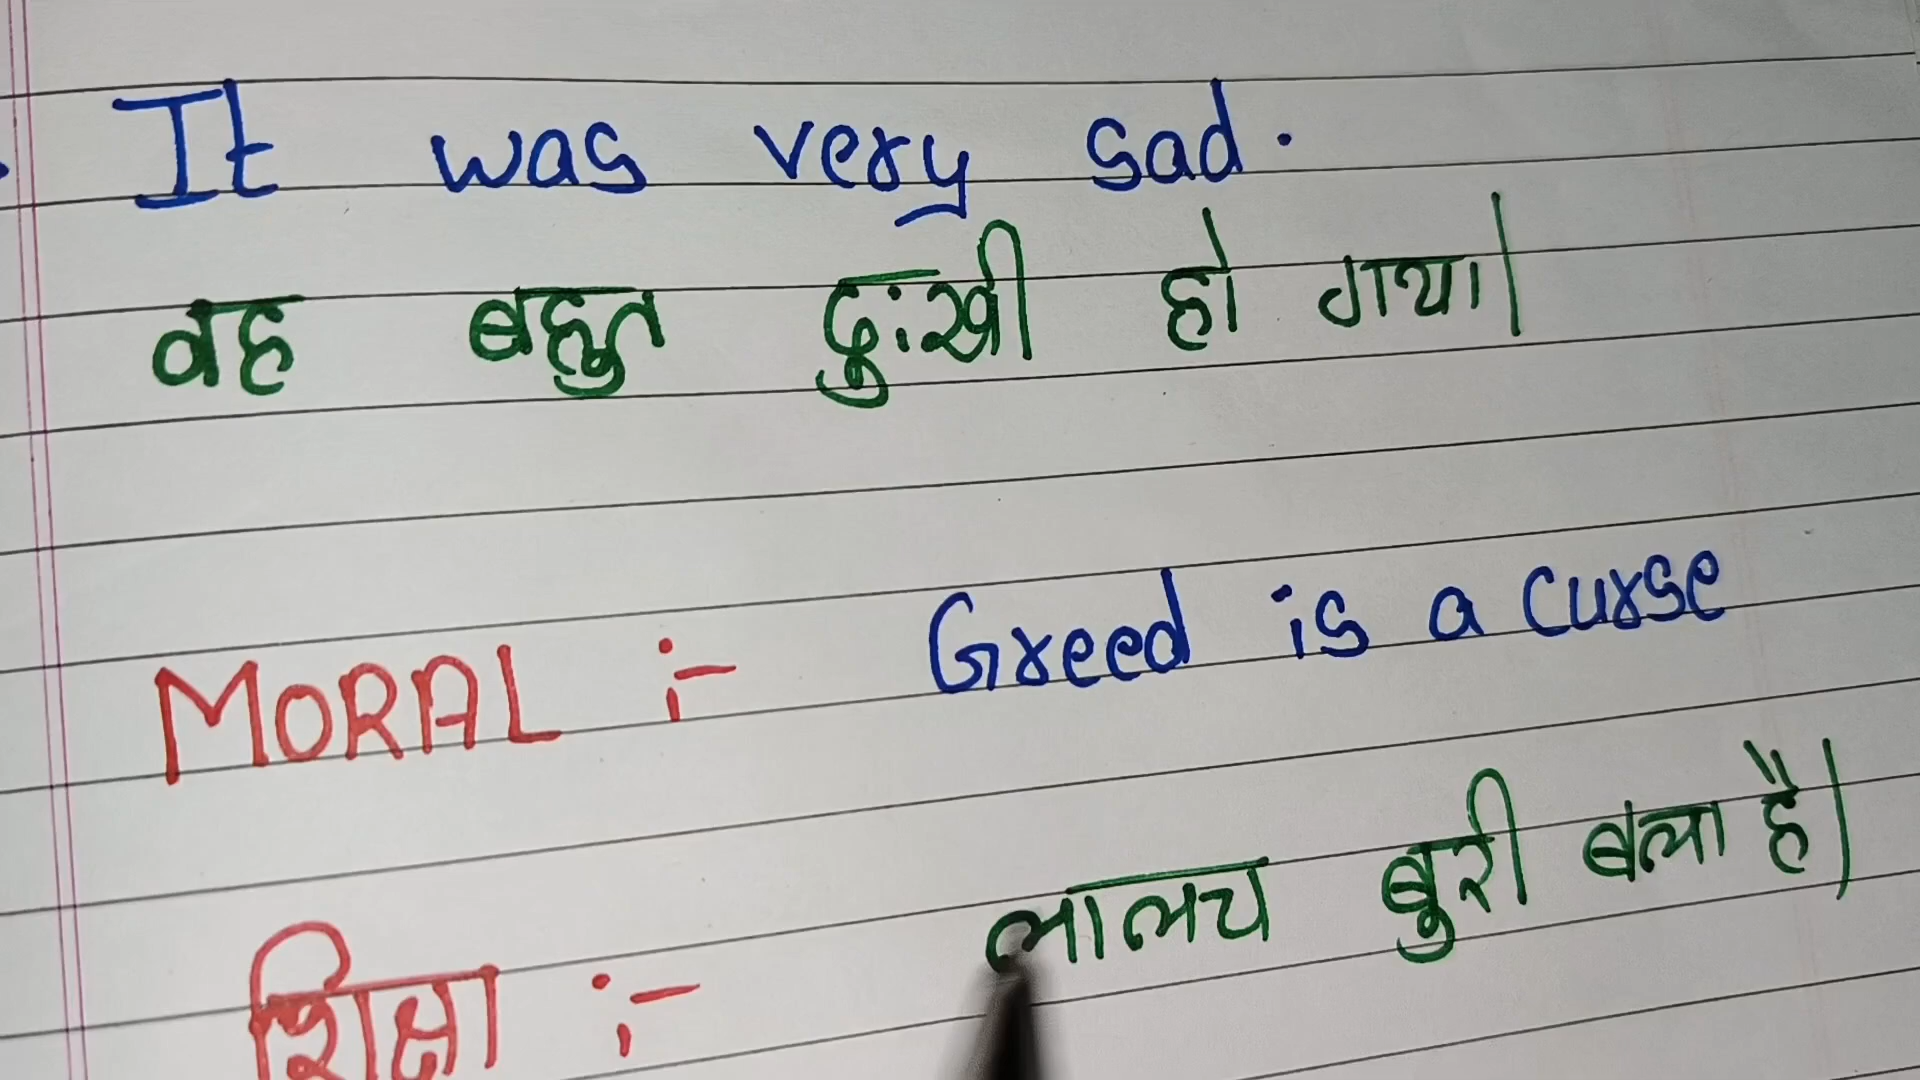 It was very sad.
वह बहुत दुःखी हो गया।
MORAL :- Greed is a curse
शिक्षा :- लालच बुरी बला है।